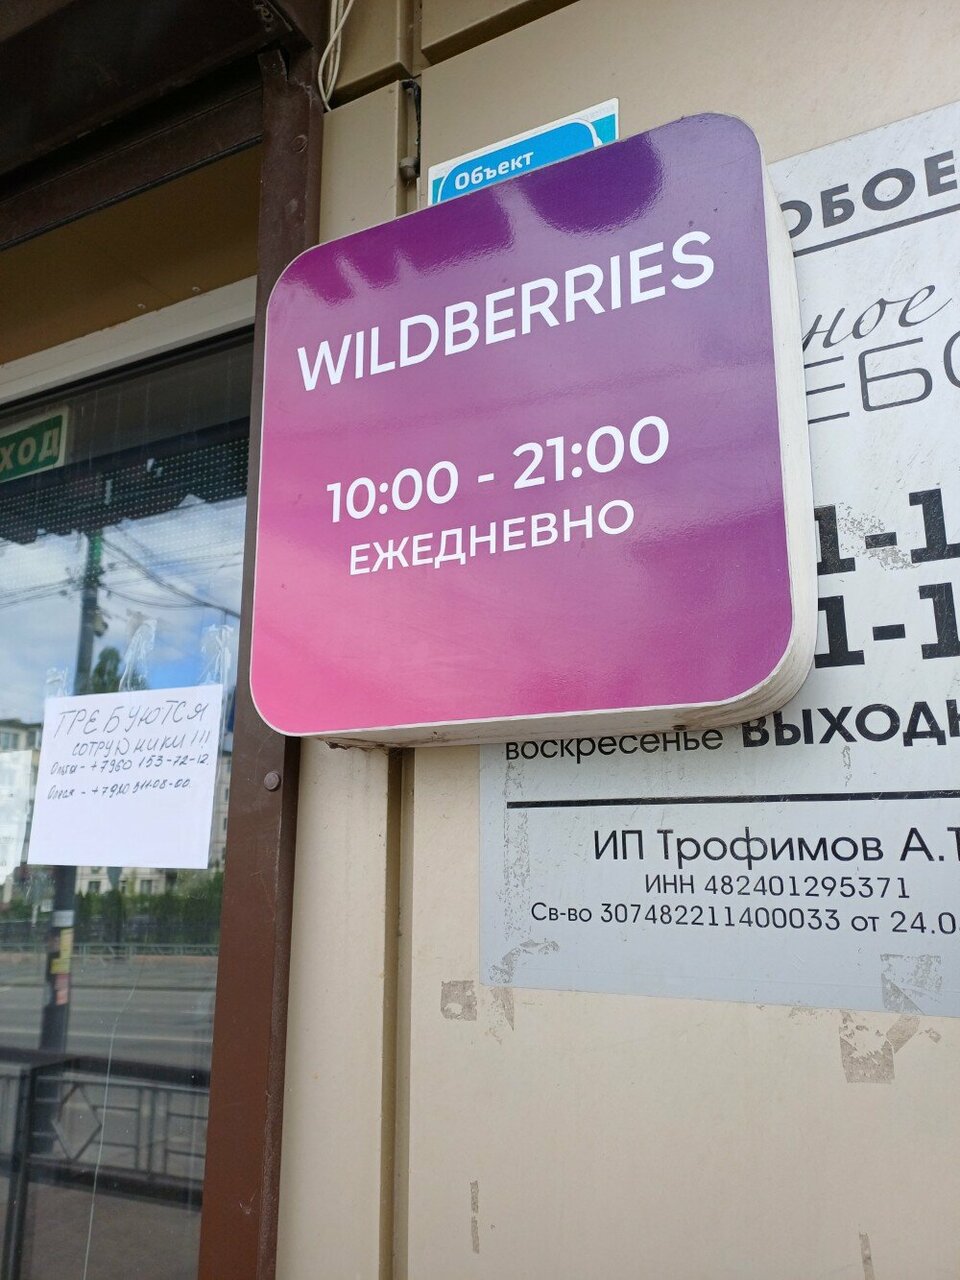 Объект
WILDBERRIES
10:00 - 21:00
ЕЖЕДНЕВНО
ХОД
ТРЕБУЮТСЯ
СОТРУДНИКИ!!!
ОБОЕ
ное
ЕБО
1-1
1-1
воскресенье ВЫХОДН
ИП Трофимов А.Т
ИНН 482401295371
Св-во 307482211400033 от 24.0